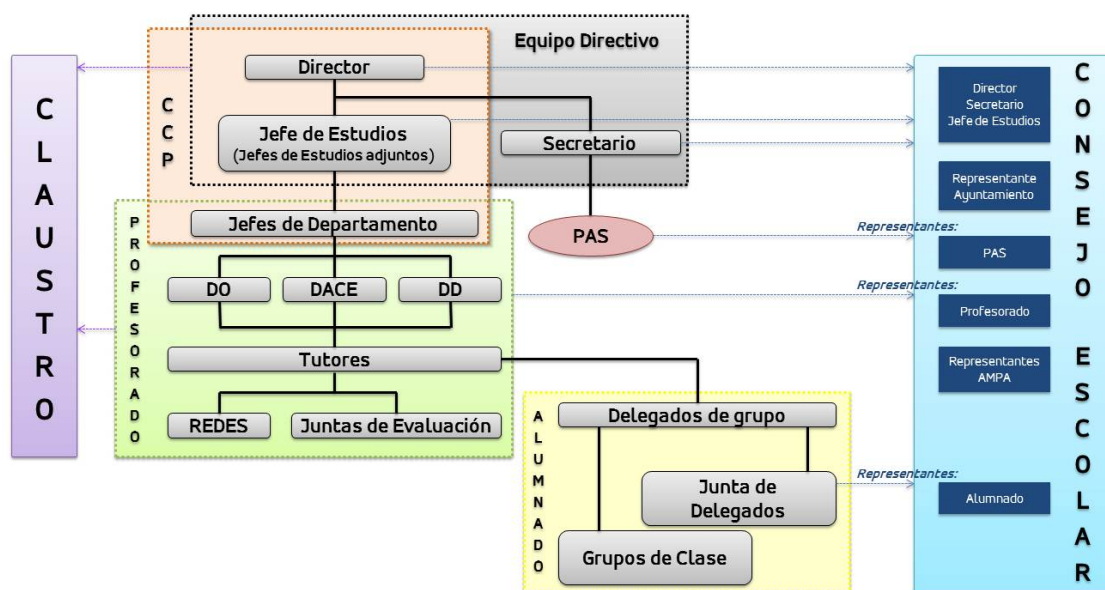 CLAUSTRO
CCP
Equipo Directivo
Director
Jefe de Estudios
(Jefes de Estudios adjuntos)
Secretario
Jefes de Departamento
PAS
PROFESORADO
DO
DACE
DD
Tutores
REDES
Juntas de Evaluación
ALUMNADO
Delegados de grupo
Junta de
Delegados
Grupos de Clase
CONSEJO ESCOLAR
Director
Secretario
Jefe de Estudios
Representante
Ayuntamiento
Representantes:
PAS
Representantes:
Profesorado
Representantes
AMPA
Representantes:
Alumnado